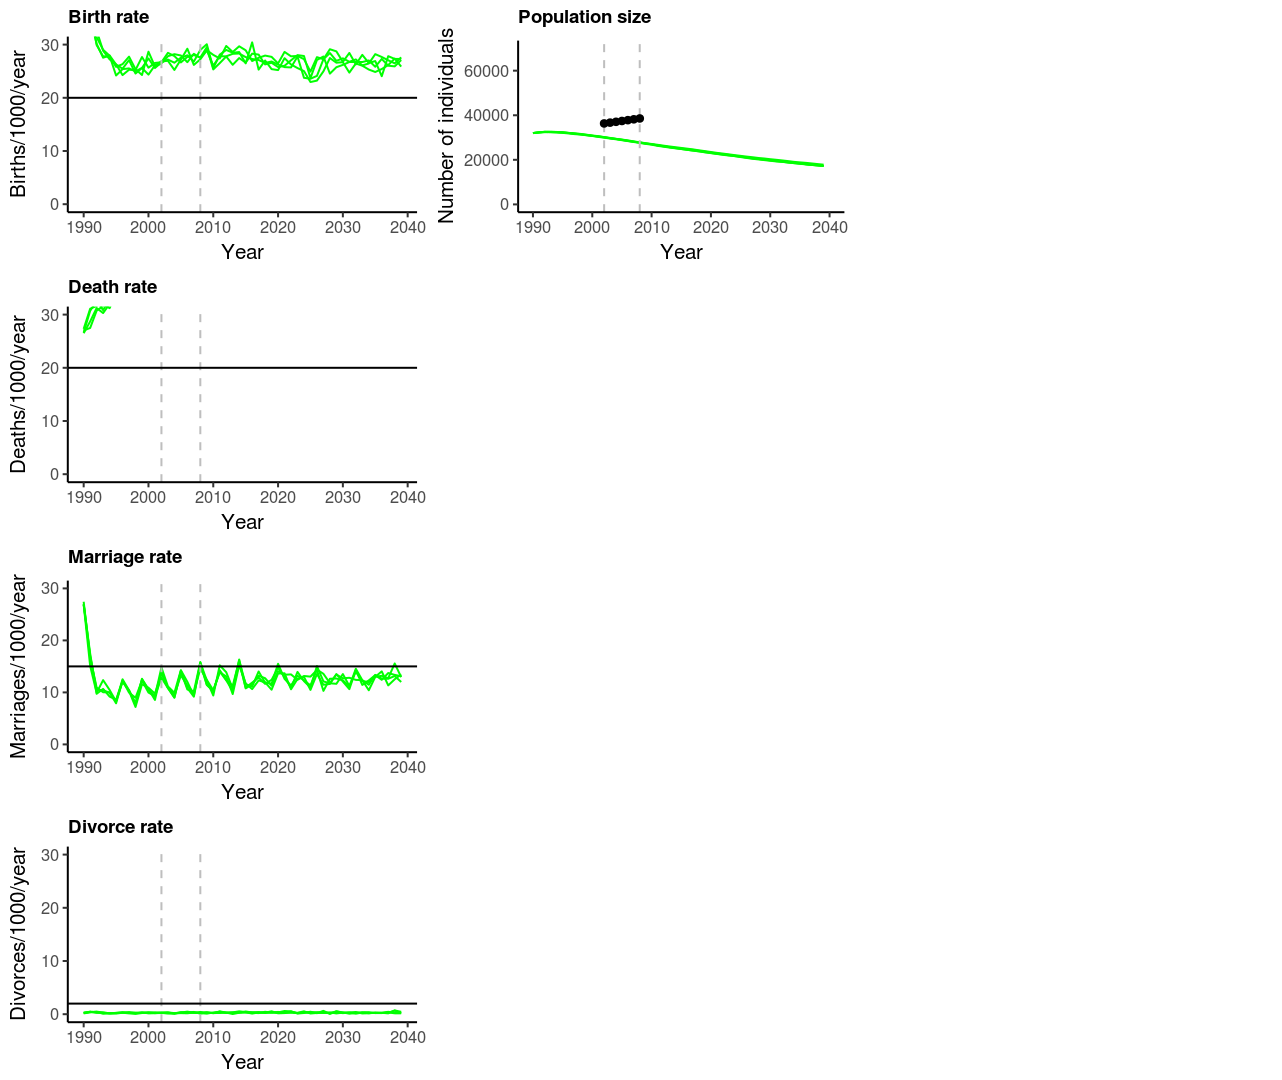 Birth rate
Births/1000/year
30
20
10
0
1990 2000 2010 2020 2030 2040
Year
Population size
Number of individuals
60000
40000
20000
0
1990 2000 2010 2020 2030 2040
Year
Death rate
Deaths/1000/year
30
20
10
0
1990 2000 2010 2020 2030 2040
Year
Marriage rate
Marriages/1000/year
30
20
10
0
1990 2000 2010 2020 2030 2040
Year
Divorce rate
Divorces/1000/year
30
20
10
0
1990 2000 2010 2020 2030 2040
Year